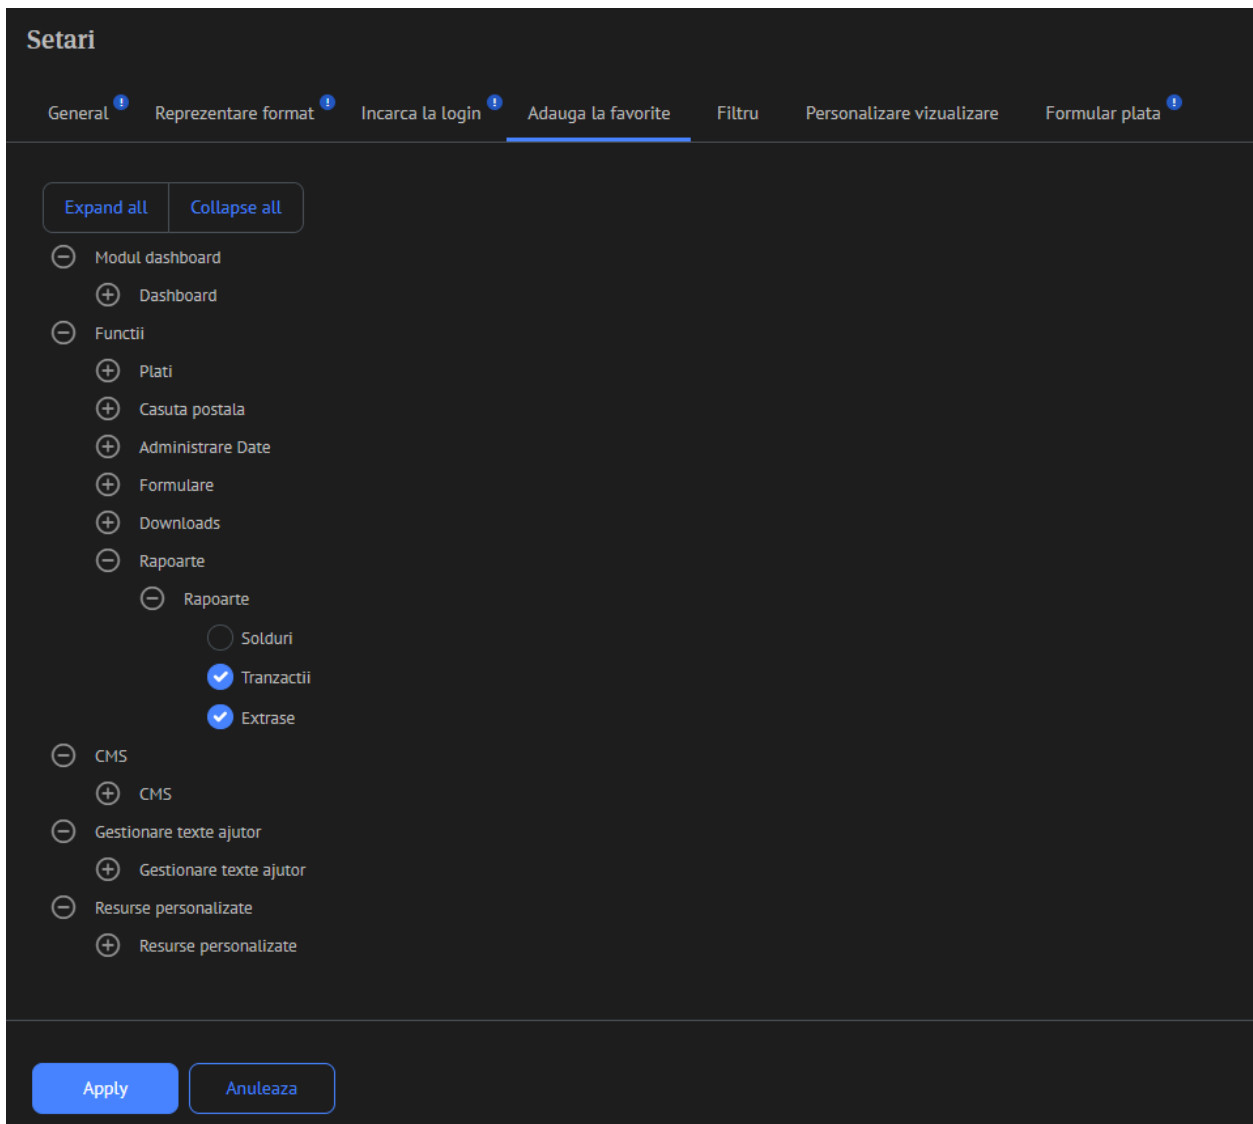 Setari
General Reprezentare format Incarca la login Adauga la favorite Filtru Personalizare vizualizare Formular plata
Expand all Collapse all
Modul dashboard
Dashboard
Functii
Plati
Casuta postala
Administrare Date
Formulare
Downloads
Rapoarte
Rapoarte
Solduri
Tranzactii
Extrase
CMS
CMS
Gestionare texte ajutor
Gestionare texte ajutor
Resurse personalizate
Resurse personalizate
Apply Anuleaza